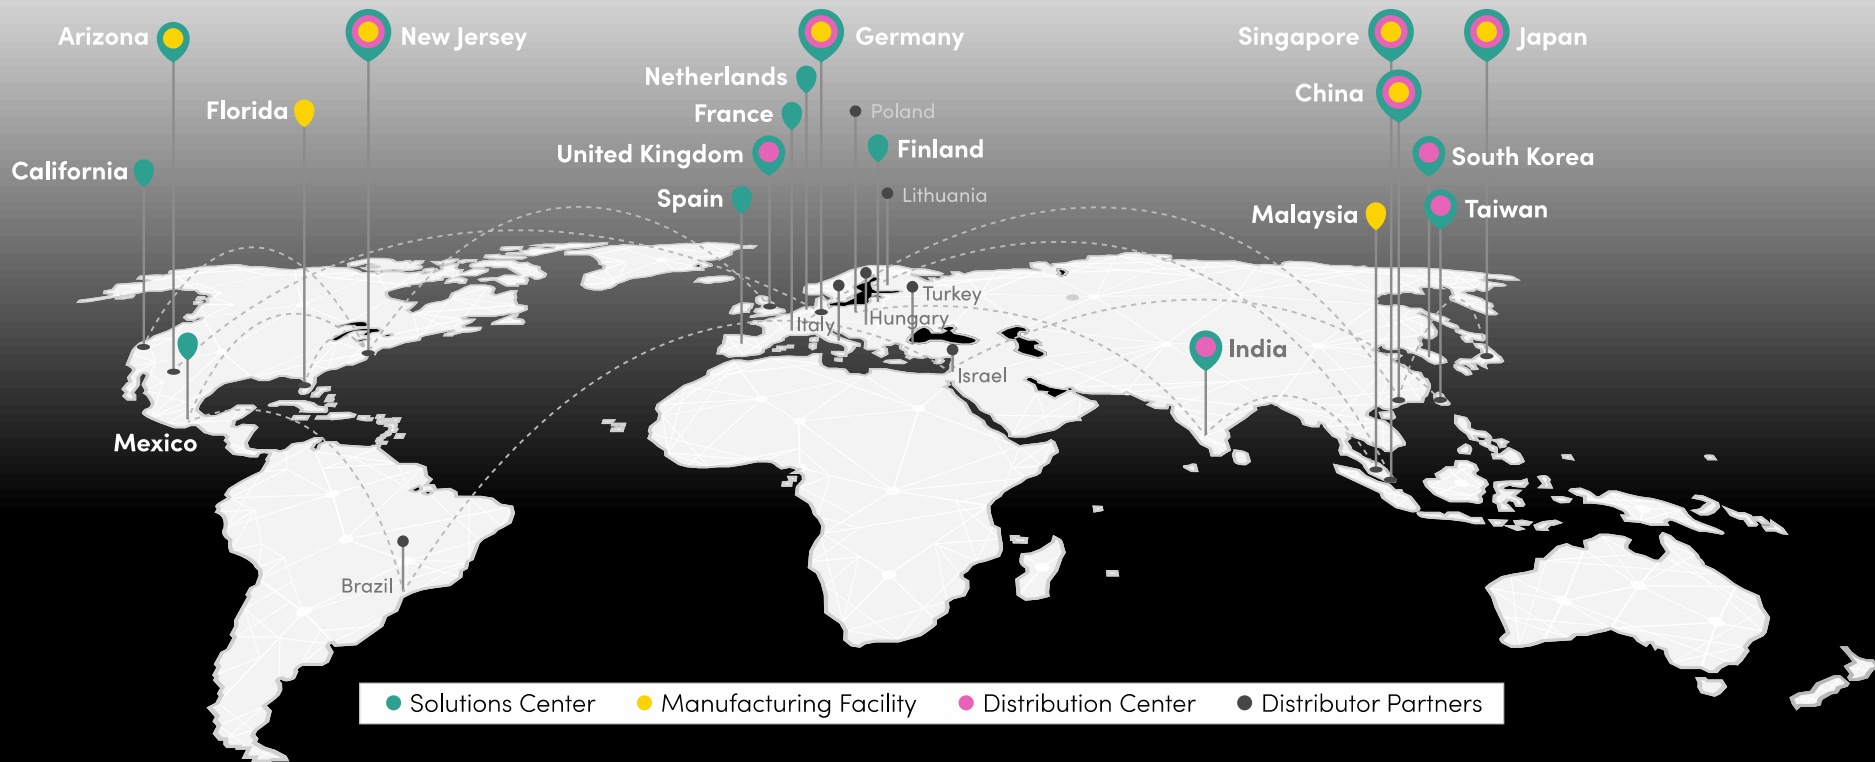 Arizona
New Jersey
Germany
Singapore
Japan
Netherlands
China
Florida
France
Poland
United Kingdom
Finland
South Korea
California
Spain
Lithuania
Malaysia
Taiwan
Turkey
Italy
Hungary
India
Israel
Mexico
Brazil
Solutions Center
Manufacturing Facility
Distribution Center
Distributor Partners